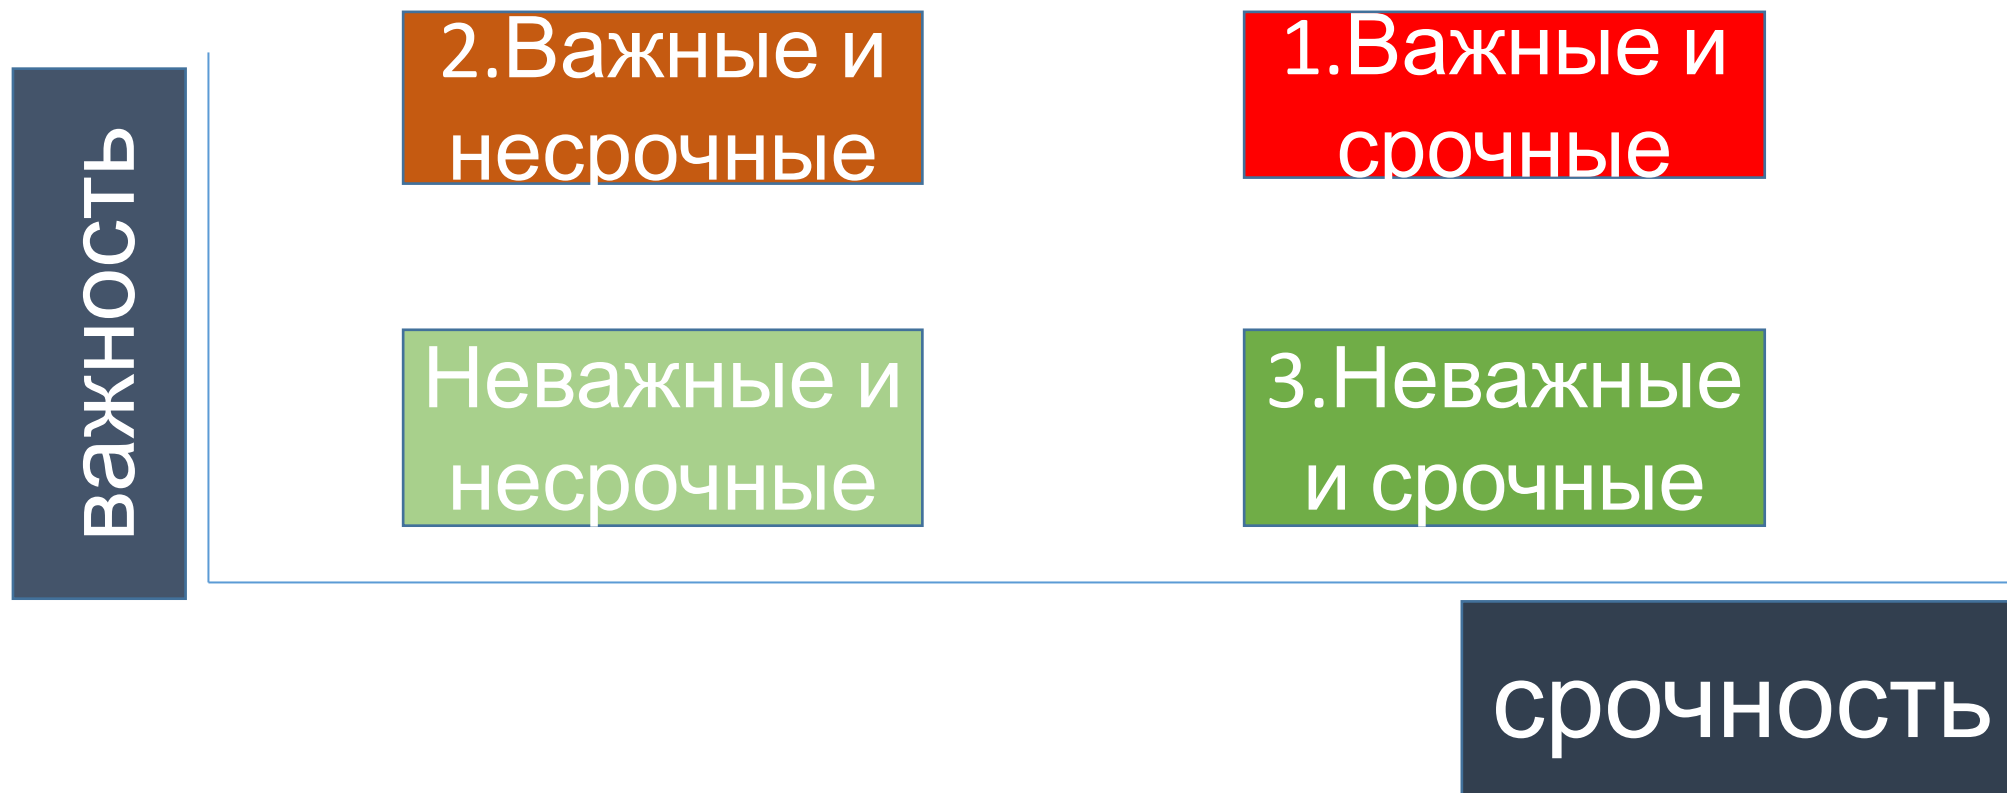 важность
2.Важные и
несрочные
1.Важные и
срочные
Неважные и
несрочные
3.Неважные
и срочные
срочность